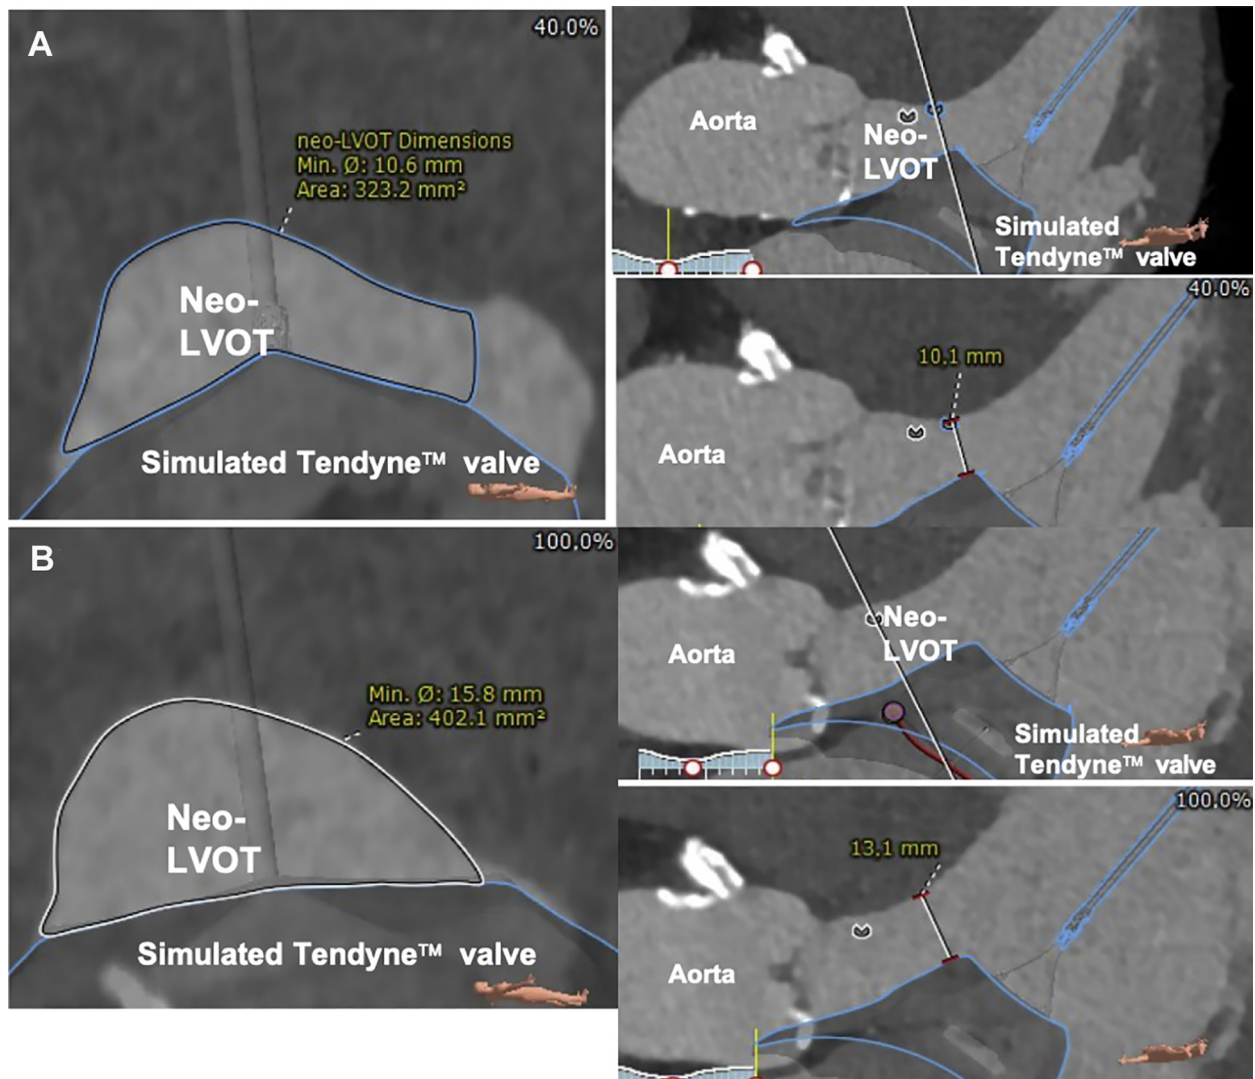 A
40.0%
neo-LVOT Dimensions
Min. Ø: 10.6 mm
Area: 323.2 mm²
Neo-
LVOT
Simulated Tendyne™ valve
Aorta
Neo-
LVOT
Simulated
Tendyne™ valve
40,0%
10,1 mm
Aorta
B
100,0%
Min. Ø: 15.8 mm
Area: 402.1 mm²
Neo-
LVOT
Simulated Tendyne™ valve
Aorta
Neo-
LVOT
Simulated
Tendyne™ valve
100,0%
13,1 mm
Aorta